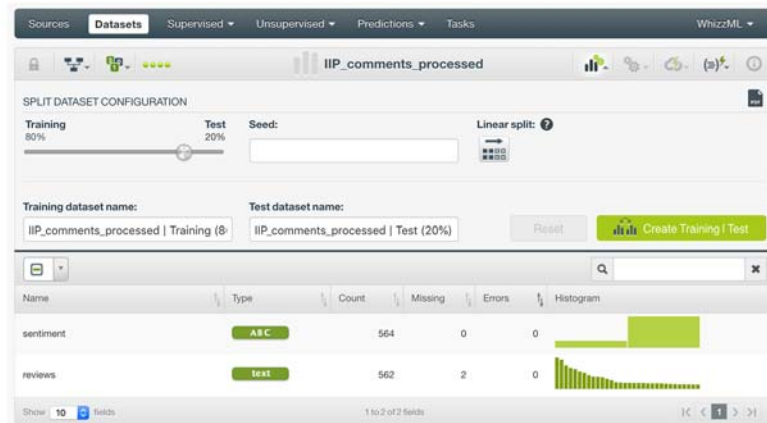 Sources Datasets Supervised Unsupervised Predictions Tasks WhizzML
IIP_comments_processed
SPLIT DATASET CONFIGURATION
Training Test Seed: Linear split:
80% 20%
Training dataset name: Test dataset name:
IIP_comments_processed | Training (8 IIP_comments_processed | Test (20%) Reset Create Training | Test
Name Type Count Missing Errors Histogram
sentiment ABC 564 0 0
reviews text 562 2 0
Show 10 fields 1 to 2 of 2 fields 1